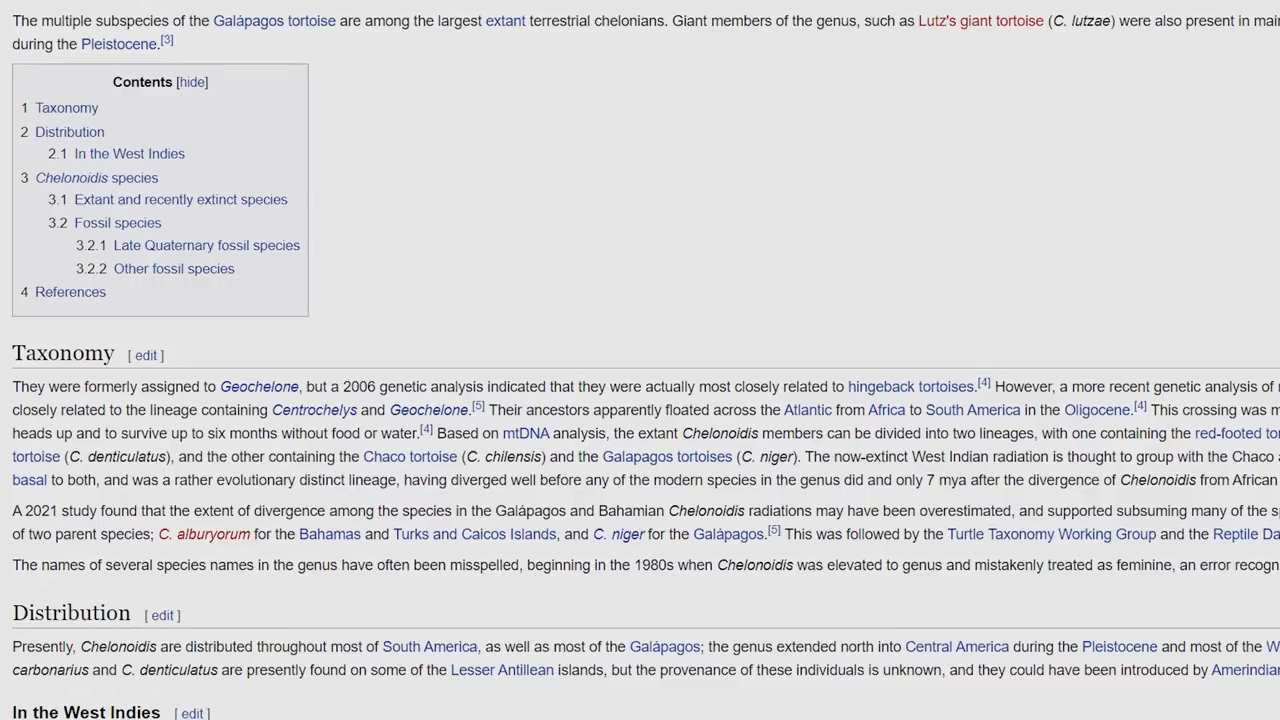 The multiple subspecies of the Galápagos tortoise are among the largest extant terrestrial chelonians. Giant members of the genus, such as Lutz's giant tortoise (C. lutzae) were also present in
during the Pleistocene.[3]
Contents [hide]
1 Taxonomy
2 Distribution
2.1 In the West Indies
3 Chelonoidis species
3.1 Extant and recently extinct species
3.2 Fossil species
3.2.1 Late Quaternary fossil species
3.2.2 Other fossil species
4 References
Taxonomy [ edit ]
They were formerly assigned to Geochelone, but a 2006 genetic analysis indicated that they were actually most closely related to hingeback tortoises.[4] However, a more recent genetic analysis of
closely related to the lineage containing Centrochelys and Geochelone.[5] Their ancestors apparently floated across the Atlantic from Africa to South America in the Oligocene.[4] This crossing was
heads up and to survive up to six months without food or water.[4] Based on mtDNA analysis, the extant Chelonoidis members can be divided into two lineages, with one containing the red-footed
tortoise (C. denticulatus), and the other containing the Chaco tortoise (C. chilensis) and the Galapagos tortoises (C. niger). The now-extinct West Indian radiation is thought to group with the Chaco
basal to both, and was a rather evolutionary distinct lineage, having diverged well before any of the modern species in the genus did and only 7 mya after the divergence of Chelonoidis from African
A 2021 study found that the extent of divergence among the species in the Galápagos and Bahamian Chelonoidis radiations may have been overestimated, and supported subsuming many of the
of two parent species; C. alburyorum for the Bahamas and Turks and Caicos Islands, and C. niger for the Galápagos.[5] This was followed by the Turtle Taxonomy Working Group and the Reptile
The names of several species names in the genus have often been misspelled, beginning in the 1980s when Chelonoidis was elevated to genus and mistakenly treated as feminine, an error
Distribution [ edit ]
Presently, Chelonoidis are distributed throughout most of South America, as well as most of the Galápagos; the genus extended north into Central America during the Pleistocene and most of the
carbonarius and C. denticulatus are presently found on some of the Lesser Antillean islands, but the provenance of these individuals is unknown, and they could have been introduced by
In the West Indies [ edit ]